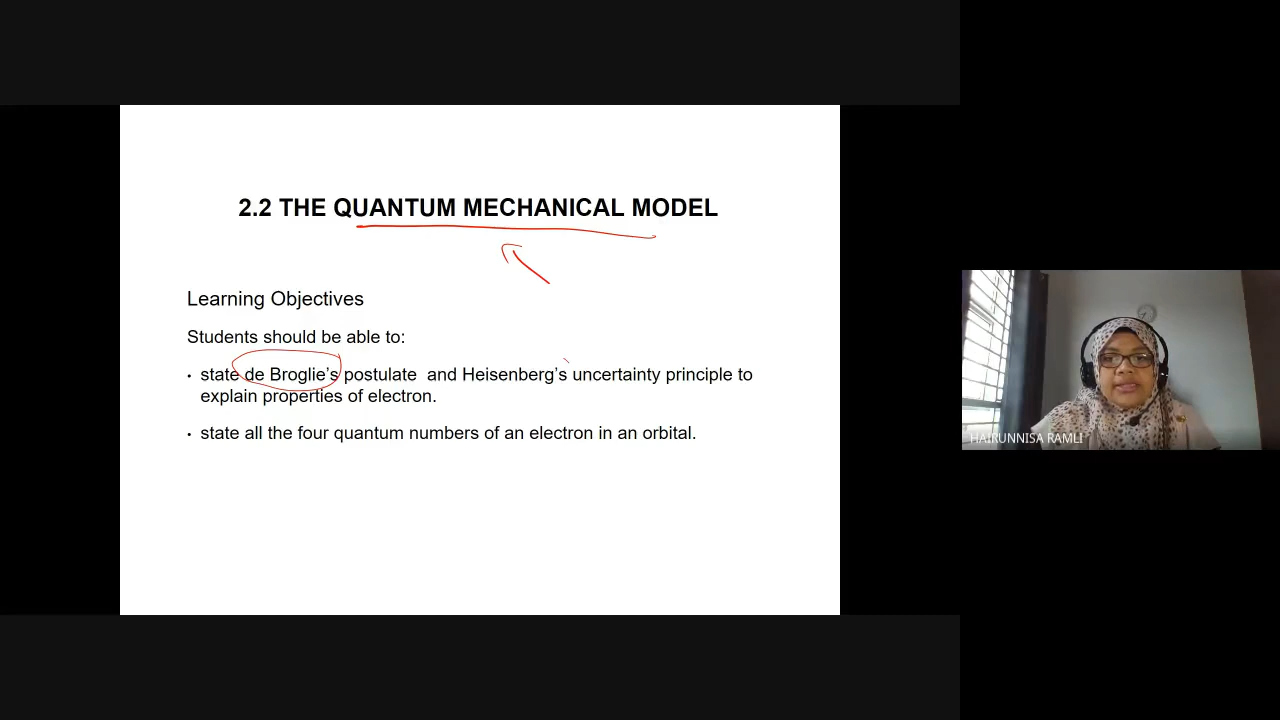 2.2 THE QUANTUM MECHANICAL MODEL
Learning Objectives
Students should be able to:
• state de Broglie's postulate and Heisenberg's uncertainty principle to
explain properties of electron.
• state all the four quantum numbers of an electron in an orbital.
HAIRUNNISA RAMLI